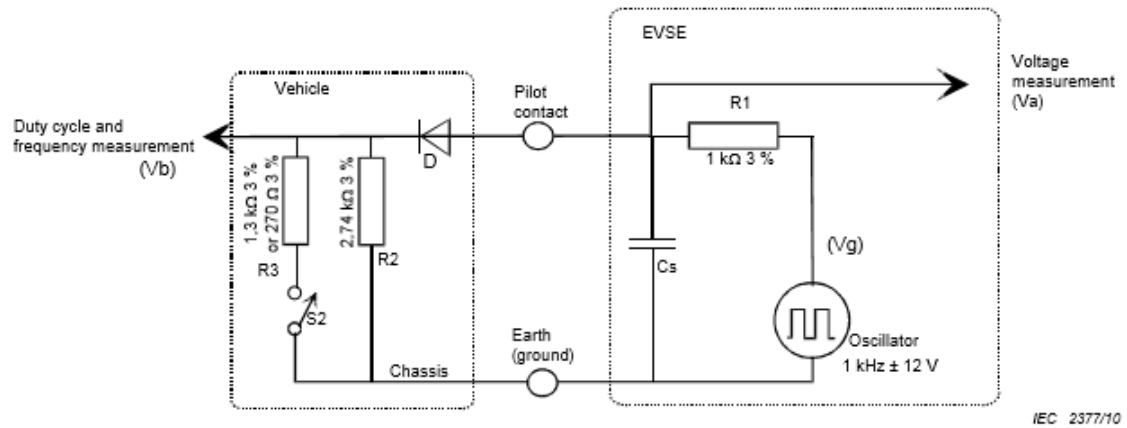 EVSE
Voltage
measurement
(Va)
Vehicle
Pilot
contact
R1
Duty cycle and
frequency measurement
(Vb)
D
1 kΩ 3 %
1,3 kΩ 3 %
or 270 Ω 3 %
2,74 kΩ 3 %
(Vg)
R3
R2
Cs
S2
Earth
(ground)
Oscillator
1 kHz ± 12 V
Chassis
IEC 2377/10